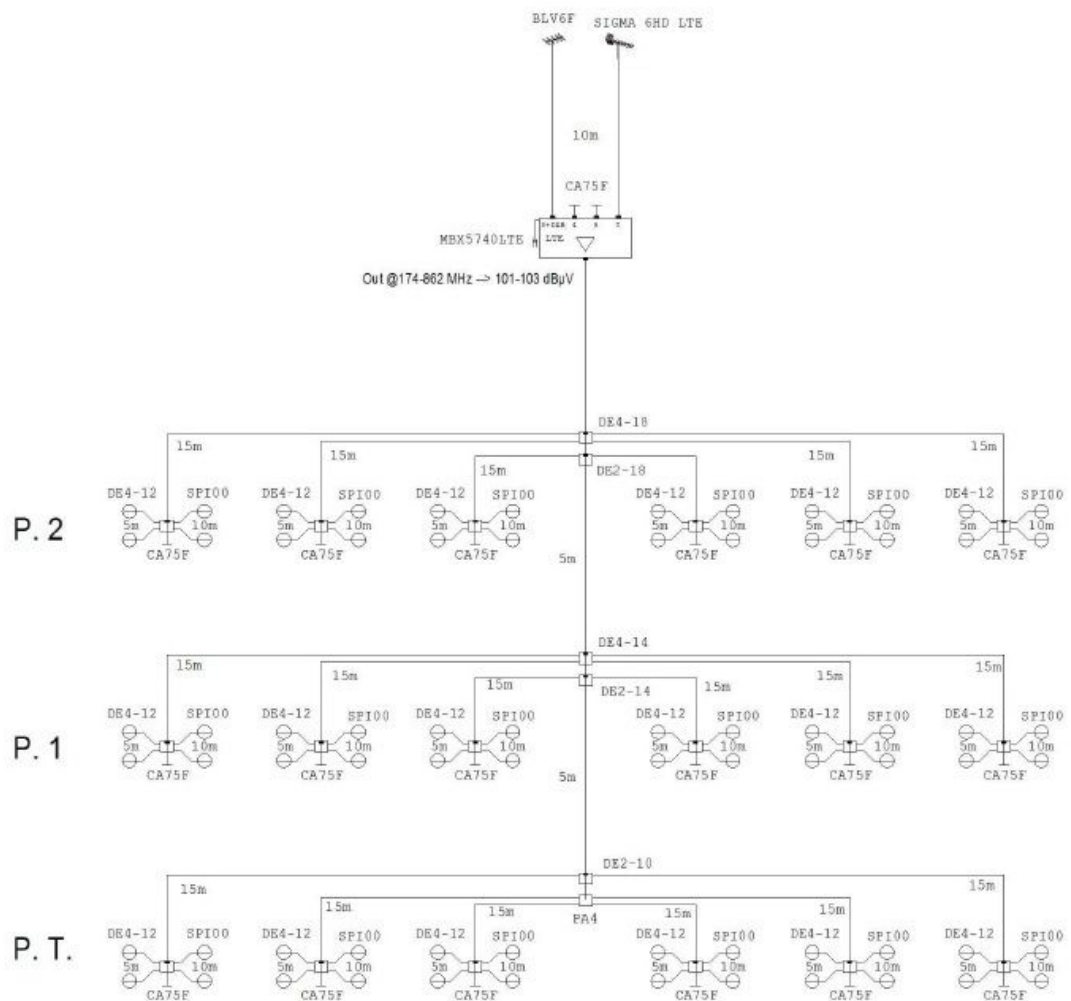 BLV6F SIGMA 6HD LTE
10m
CA75F
MBX5740LTE
LTE
Out @174-862 MHz --> 101-103 dBµV
DE4-18
15m 15m 15m 15m 15m
DE2-18
DE4-12 SPI00 DE4-12 SPI00 DE4-12 SPI00 DE4-12 SPI00 DE4-12 SPI00 DE4-12 SPI00
P. 2
5m 10m 5m 10m 5m 10m 5m 10m 5m 10m 5m 10m
CA75F CA75F CA75F CA75F CA75F CA75F
5m
DE4-14
15m 15m 15m 15m 15m 15m
DE2-14
DE4-12 SPI00 DE4-12 SPI00 DE4-12 SPI00 DE4-12 SPI00 DE4-12 SPI00 DE4-12 SPI00
P. 1
5m 10m 5m 10m 5m 10m 5m 10m 5m 10m 5m 10m
CA75F CA75F CA75F CA75F CA75F CA75F
5m
DE2-10
15m 15m 15m 15m 15m 15m
PA4
DE4-12 SPI00 DE4-12 SPI00 DE4-12 SPI00 DE4-12 SPI00 DE4-12 SPI00 DE4-12 SPI00
P. T.
5m 10m 5m 10m 5m 10m 5m 10m 5m 10m 5m 10m
CA75F CA75F CA75F CA75F CA75F CA75F